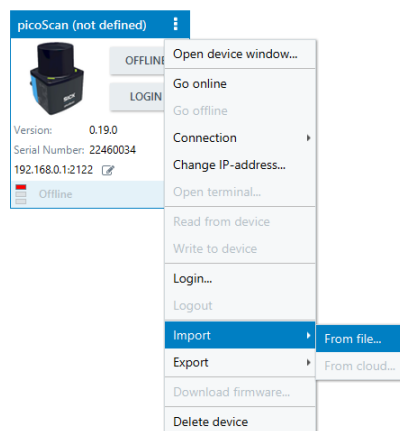 picoScan (not defined)
OFFLINE
LOGIN
Version: 0.19.0
Serial Number: 22460034
192.168.0.1:2122
Offline
Open device window...
Go online
Go offline
Connection
Change IP-address...
Open terminal...
Read from device
Write to device
Login...
Logout
Import
Export
Download firmware...
Delete device
From file...
From cloud...